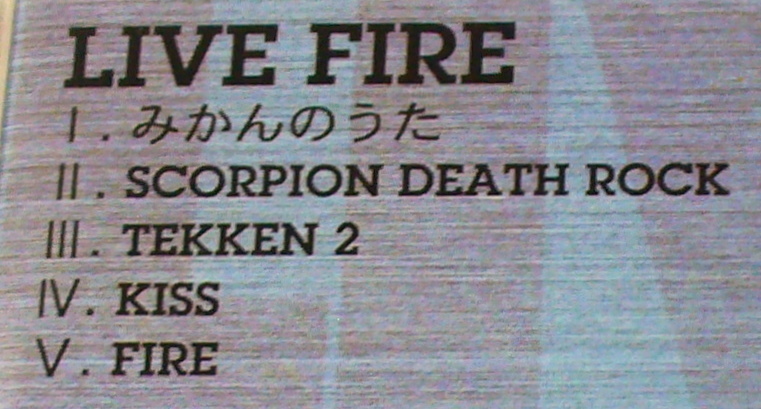 LIVE FIRE
I . みかんのうた
II . SCORPION DEATH ROCK
III . TEKKEN 2
IV . KISS
V . FIRE